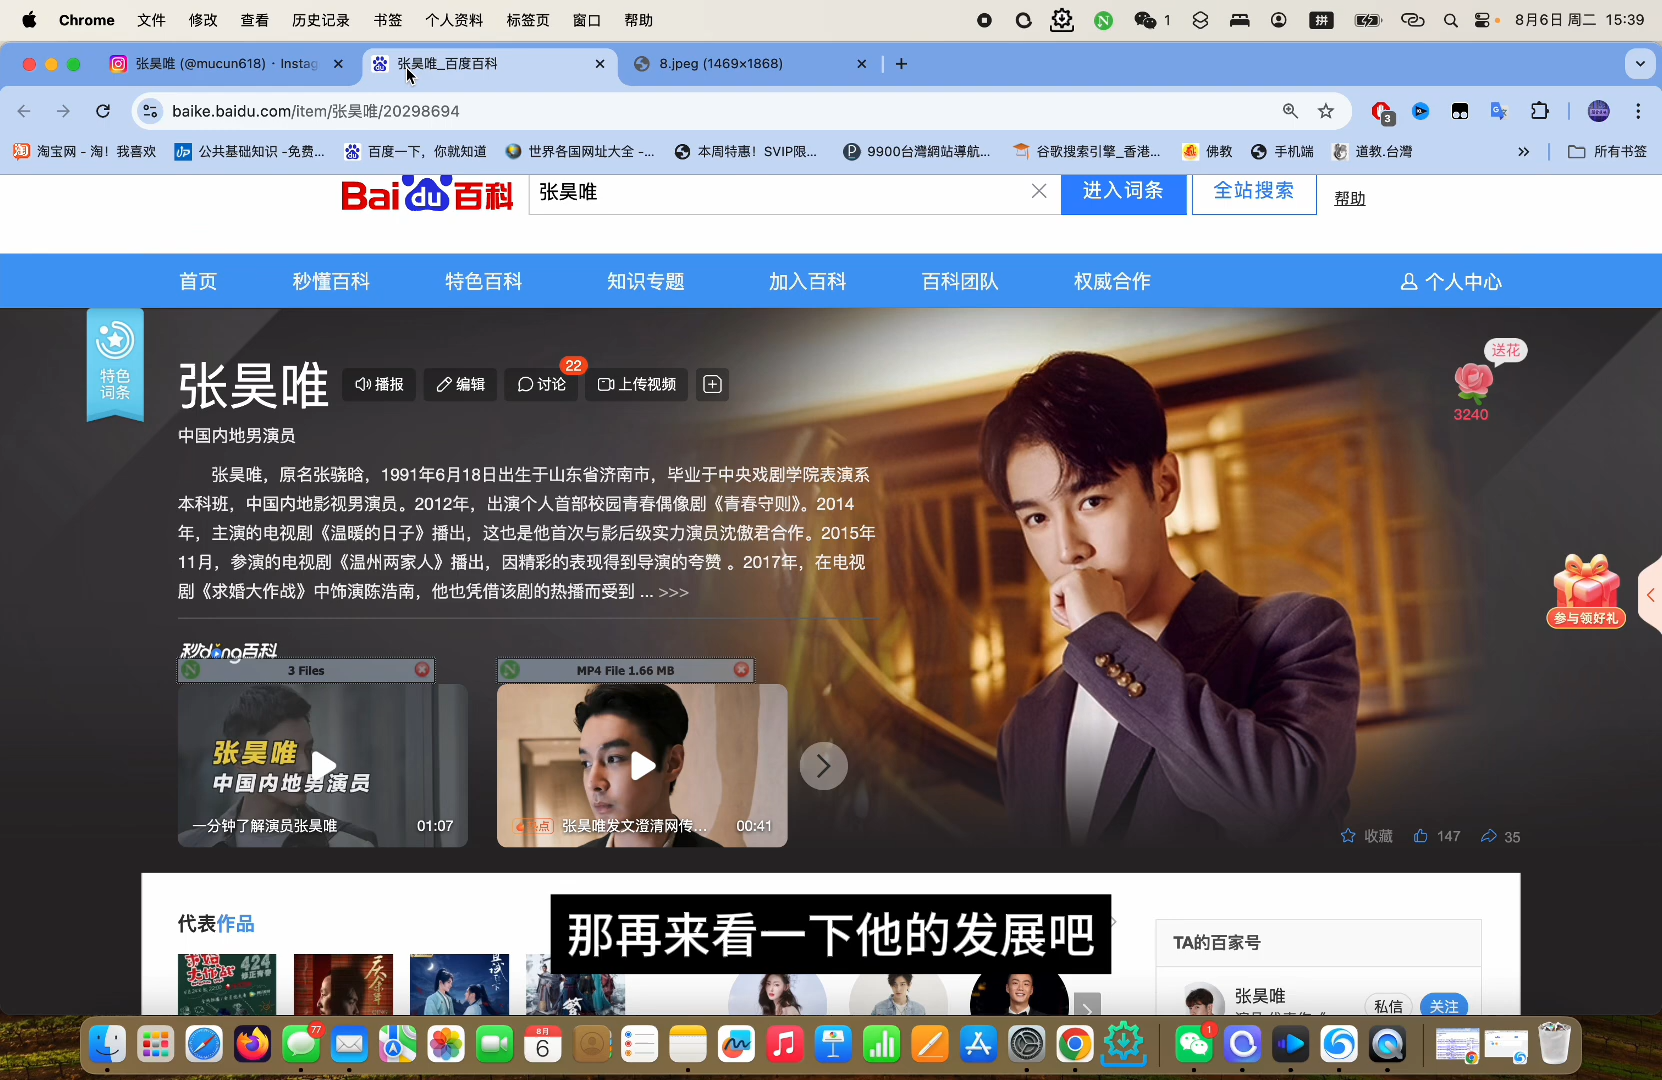 Chrome 文件 修改 查看 历史记录 书签 个人资料 标签页 窗口 帮助 1 拼 8月6日 周二 15:39
张昊唯 (@mucun618) · Instag
张昊唯_百度百科
8.jpeg (1469×1868)
baike.baidu.com/item/张昊唯/20298694
3
淘 淘宝网 - 淘！我喜欢 UP 公共基础知识 -免费... 百度一下，你就知道 世界各国网址大全 -... 本周特惠！SVIP限... P 9900台灣網站導航... 谷歌搜索引擎_香港... 佛教 手机端 道教.台灣 » 所有书签
Bai du 百科 张昊唯 进入词条 全站搜索 帮助
首页 秒懂百科 特色百科 知识专题 加入百科 百科团队 权威合作 个人中心
特色
词条
张昊唯 播报 编辑 讨论 22 上传视频
送花
3240
中国内地男演员
张昊唯，原名张骁晗，1991年6月18日出生于山东省济南市，毕业于中央戏剧学院表演系
本科班，中国内地影视男演员。2012年，出演个人首部校园青春偶像剧《青春守则》。2014
年，主演的电视剧《温暖的日子》播出，这也是他首次与影后级实力演员沈傲君合作。2015年
11月，参演的电视剧《温州两家人》播出，因精彩的表现得到导演的夸赞 。2017年，在电视
剧《求婚大作战》中饰演陈浩南，他也凭借该剧的热播而受到 ... >>>
参与领好礼
秒dong百科
3 Files
MP4 File 1.66 MB
张昊唯
中国内地男演员
一分钟了解演员张昊唯 01:07
张昊唯发文澄清网传... 00:41
收藏 147 35
代表作品
那再来看一下他的发展吧
TA的百家号
张昊唯
私信 关注
424
77
8月
6
1